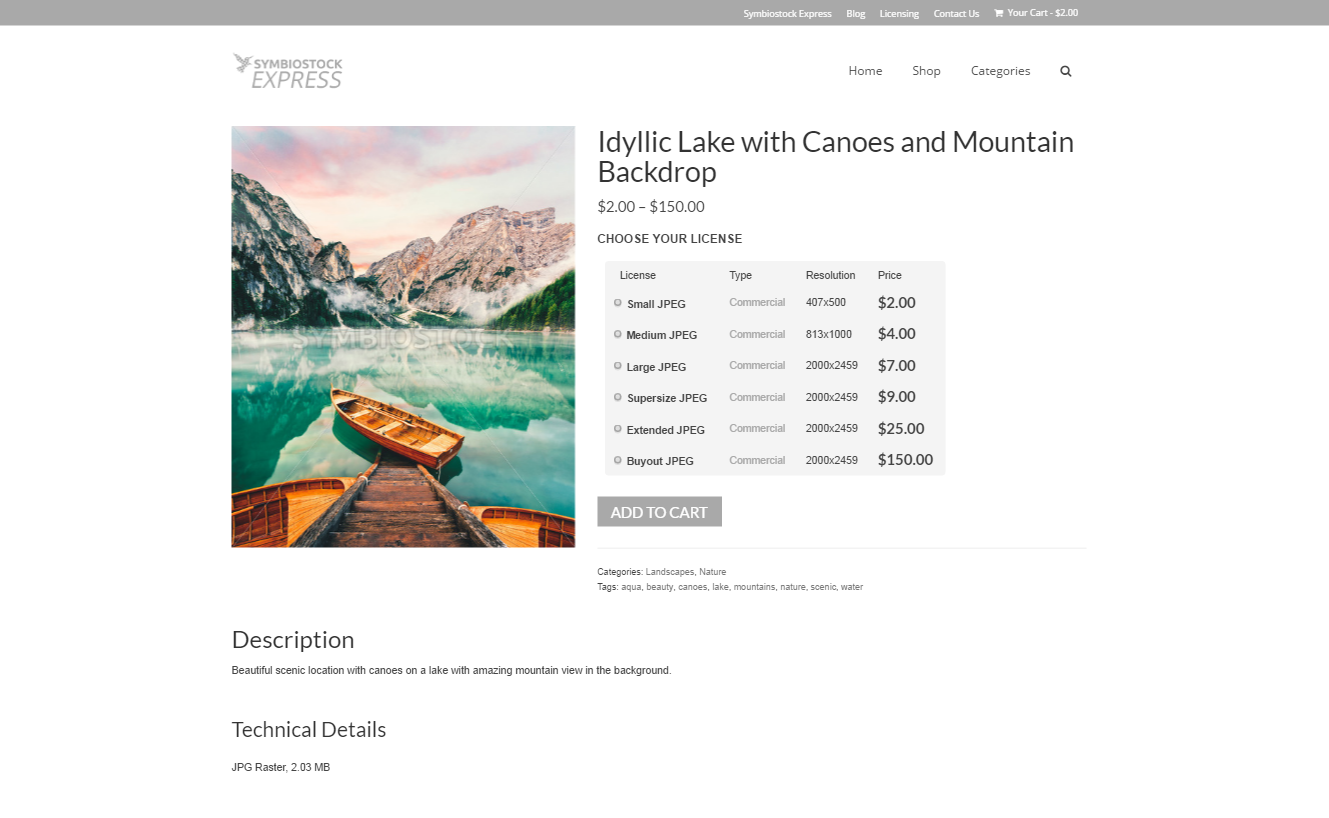 Symbiostock Express Blog Licensing Contact Us Your Cart - $2.00
SYMBIOSTOCK
EXPRESS
Home Shop Categories
Idyllic Lake with Canoes and Mountain
Backdrop
$2.00 – $150.00
CHOOSE YOUR LICENSE
License Type Resolution Price
Small JPEG Commercial 407x500 $2.00
Medium JPEG Commercial 813x1000 $4.00
Large JPEG Commercial 2000x2459 $7.00
Supersize JPEG Commercial 2000x2459 $9.00
Extended JPEG Commercial 2000x2459 $25.00
Buyout JPEG Commercial 2000x2459 $150.00
SYMBIOSTOCK
ADD TO CART
Categories: Landscapes, Nature
Tags: aqua, beauty, canoes, lake, mountains, nature, scenic, water
Description
Beautiful scenic location with canoes on a lake with amazing mountain view in the background.
Technical Details
JPG Raster, 2.03 MB